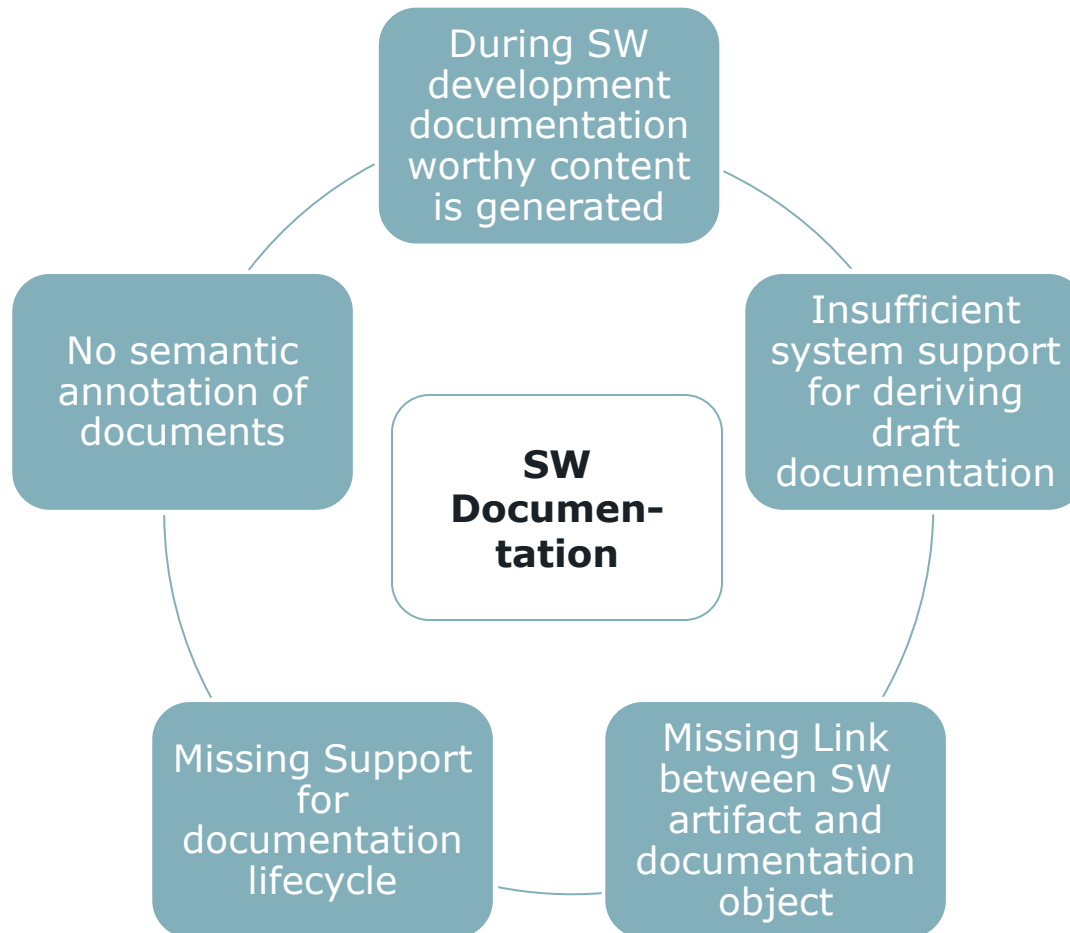 During SW
development
documentation
worthy content
is generated
No semantic
annotation of
documents
Insufficient
system support
for deriving
draft
documentation
SW
Documen-
tation
Missing Support
for
documentation
lifecycle
Missing Link
between SW
artifact and
documentation
object